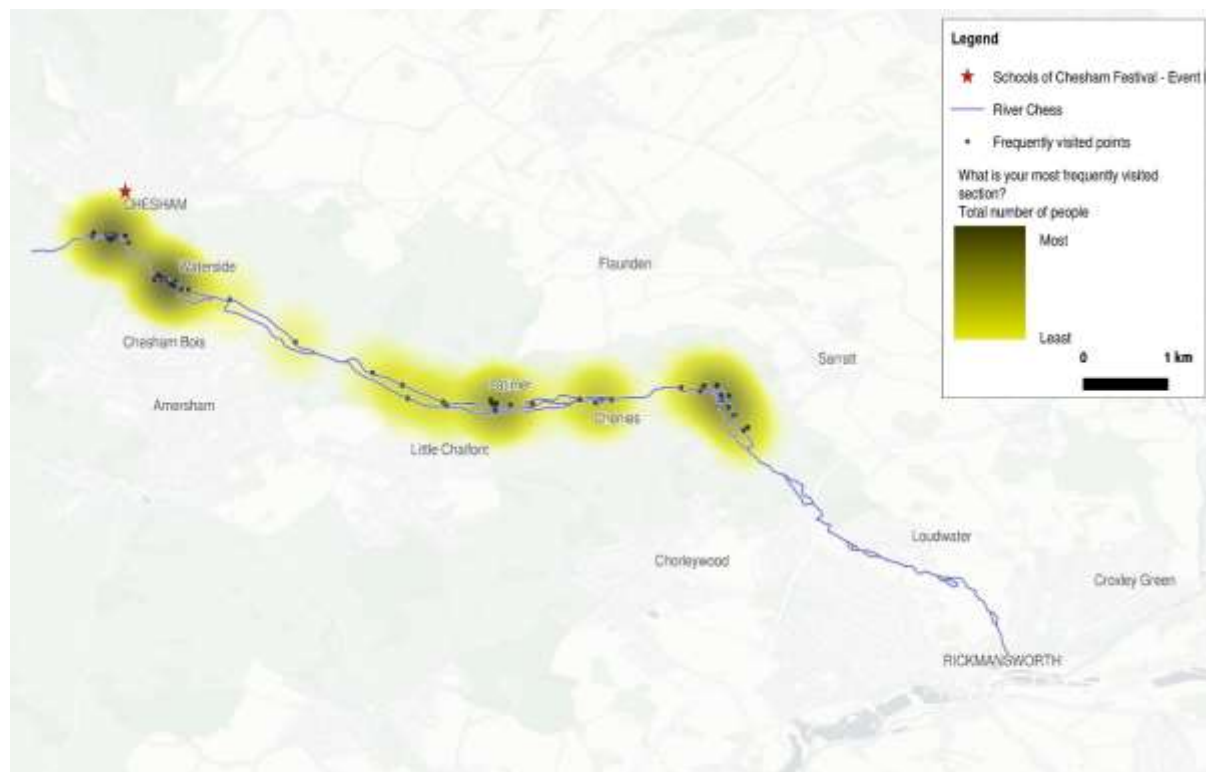 Legend
Schools of Chesham Festival - Event
River Chess
Frequently visited points
What is your most frequently visited
section?
Total number of people
Most
Least
0 1 km
CHESHAM
Waterside
Flaunden
Chesham Bois
Sarratt
Amersham
Latimer
Chenies
Little Chalfont
Loudwater
Chorleywood
Croxley Green
RICKMANSWORTH